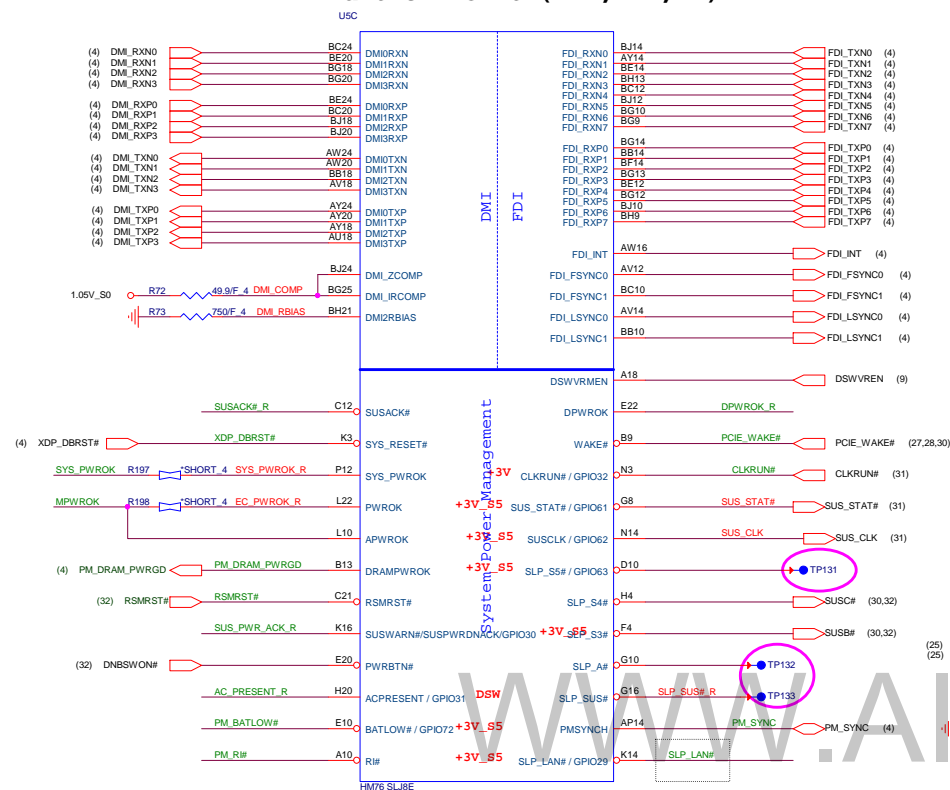 U5C
(4) DMI_RXN0 BC24 DMI0RXN FDI_RXN0 BJ14 FDI_TXN0 (4)
(4) DMI_RXN1 BE20 DMI1RXN FDI_RXN1 AY14 FDI_TXN1 (4)
(4) DMI_RXN2 BG18 DMI2RXN FDI_RXN2 BE14 FDI_TXN2 (4)
(4) DMI_RXN3 BG20 DMI3RXN FDI_RXN3 BH13 FDI_TXN3 (4)
FDI_RXN4 BC12 FDI_TXN4 (4)
(4) DMI_RXP0 BE24 DMI0RXP FDI_RXN5 BJ12 FDI_TXN5 (4)
(4) DMI_RXP1 BC20 DMI1RXP FDI_RXN6 BG10 FDI_TXN6 (4)
(4) DMI_RXP2 BJ18 DMI2RXP FDI_RXN7 BG9 FDI_TXN7 (4)
(4) DMI_RXP3 BJ20 DMI3RXP
FDI_RXP0 BG14 FDI_TXP0 (4)
(4) DMI_TXN0 AW24 DMI0TXN FDI_RXP1 BB14 FDI_TXP1 (4)
(4) DMI_TXN1 AW20 DMI1TXN FDI_RXP2 BF14 FDI_TXP2 (4)
(4) DMI_TXN2 BB18 DMI2TXN FDI_RXP3 BG13 FDI_TXP3 (4)
(4) DMI_TXN3 AV18 DMI3TXN FDI_RXP4 BE12 FDI_TXP4 (4)
FDI_RXP5 BG12 FDI_TXP5 (4)
(4) DMI_TXP0 AY24 DMI0TXP FDI_RXP6 BJ10 FDI_TXP6 (4)
(4) DMI_TXP1 AY20 DMI1TXP FDI_RXP7 BH9 FDI_TXP7 (4)
(4) DMI_TXP2 AY18 DMI2TXP
(4) DMI_TXP3 AU18 DMI3TXP
DMI
FDI
FDI_INT AW16 FDI_INT (4)
BJ24 DMI_ZCOMP FDI_FSYNC0 AV12 FDI_FSYNC0 (4)
1.05V_S0 R72 49.9/F_4 DMI_COMP BG25 DMI_IRCOMP FDI_FSYNC1 BC10 FDI_FSYNC1 (4)
R73 750/F_4 DMI_RBIAS BH21 DMI2RBIAS FDI_LSYNC0 AV14 FDI_LSYNC0 (4)
FDI_LSYNC1 BB10 FDI_LSYNC1 (4)
DSWVRMEN A18 DSWVREN (9)
System Power Management
SUSACK#_R C12 SUSACK# DPWROK E22 DPWROK_R
(4) XDP_DBRST# XDP_DBRST# K3 SYS_RESET# WAKE# B9 PCIE_WAKE# PCIE_WAKE# (27,28,30)
SYS_PWROK R197 *SHORT_4 SYS_PWROK_R P12 SYS_PWROK +3V CLKRUN# / GPIO32 N3 CLKRUN# CLKRUN# (31)
MPWROK R198 *SHORT_4 EC_PWROK_R L22 PWROK +3V_S5 SUS_STAT# / GPIO61 G8 SUS_STAT# SUS_STAT# (31)
L10 APWROK +3V_S5 SUSCLK / GPIO62 N14 SUS_CLK SUS_CLK (31)
(4) PM_DRAM_PWRGD PM_DRAM_PWRGD B13 DRAMPWROK +3V_S5 SLP_S5# / GPIO63 D10 TP131
(32) RSMRST# RSMRST# C21 RSMRST# SLP_S4# H4 SUSC# (30,32)
SUS_PWR_ACK_R K16 SUSWARN#/SUSPWRDNACK/GPIO30 +3V_S5 SLP_S3# F4 SUSB# (30,32)
(25)
(25)
(32) DNBSWON# E20 PWRBTN# SLP_A# G10 TP132
AC_PRESENT_R H20 ACPRESENT / GPIO31 DSW SLP_SUS# G16 SLP_SUS#_R TP133
PM_BATLOW# E10 BATLOW# / GPIO72 +3V_S5 PMSYNCH AP14 PM_SYNC PM_SYNC (4)
PM_RI# A10 RI# +3V_S5 SLP_LAN# / GPIO29 K14 SLP_LAN#
WWW.AL
HM76 SLJ8E